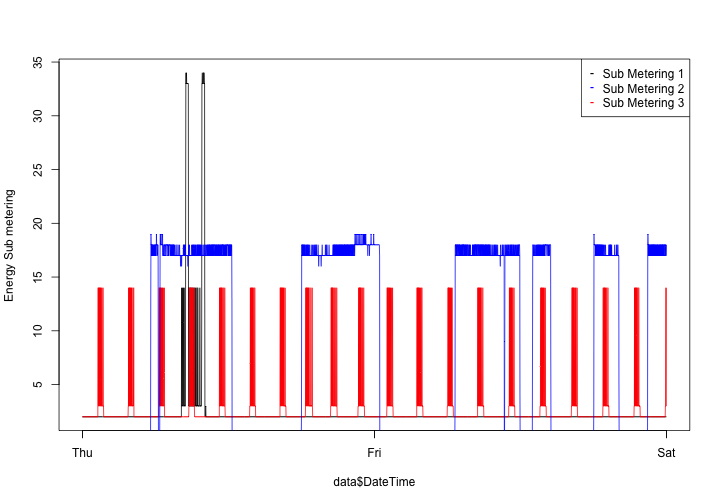 Sub Metering 1
Sub Metering 2
Sub Metering 3
Energy Sub metering
35
30
25
20
15
10
5
Thu
Fri
Sat
data$DateTime